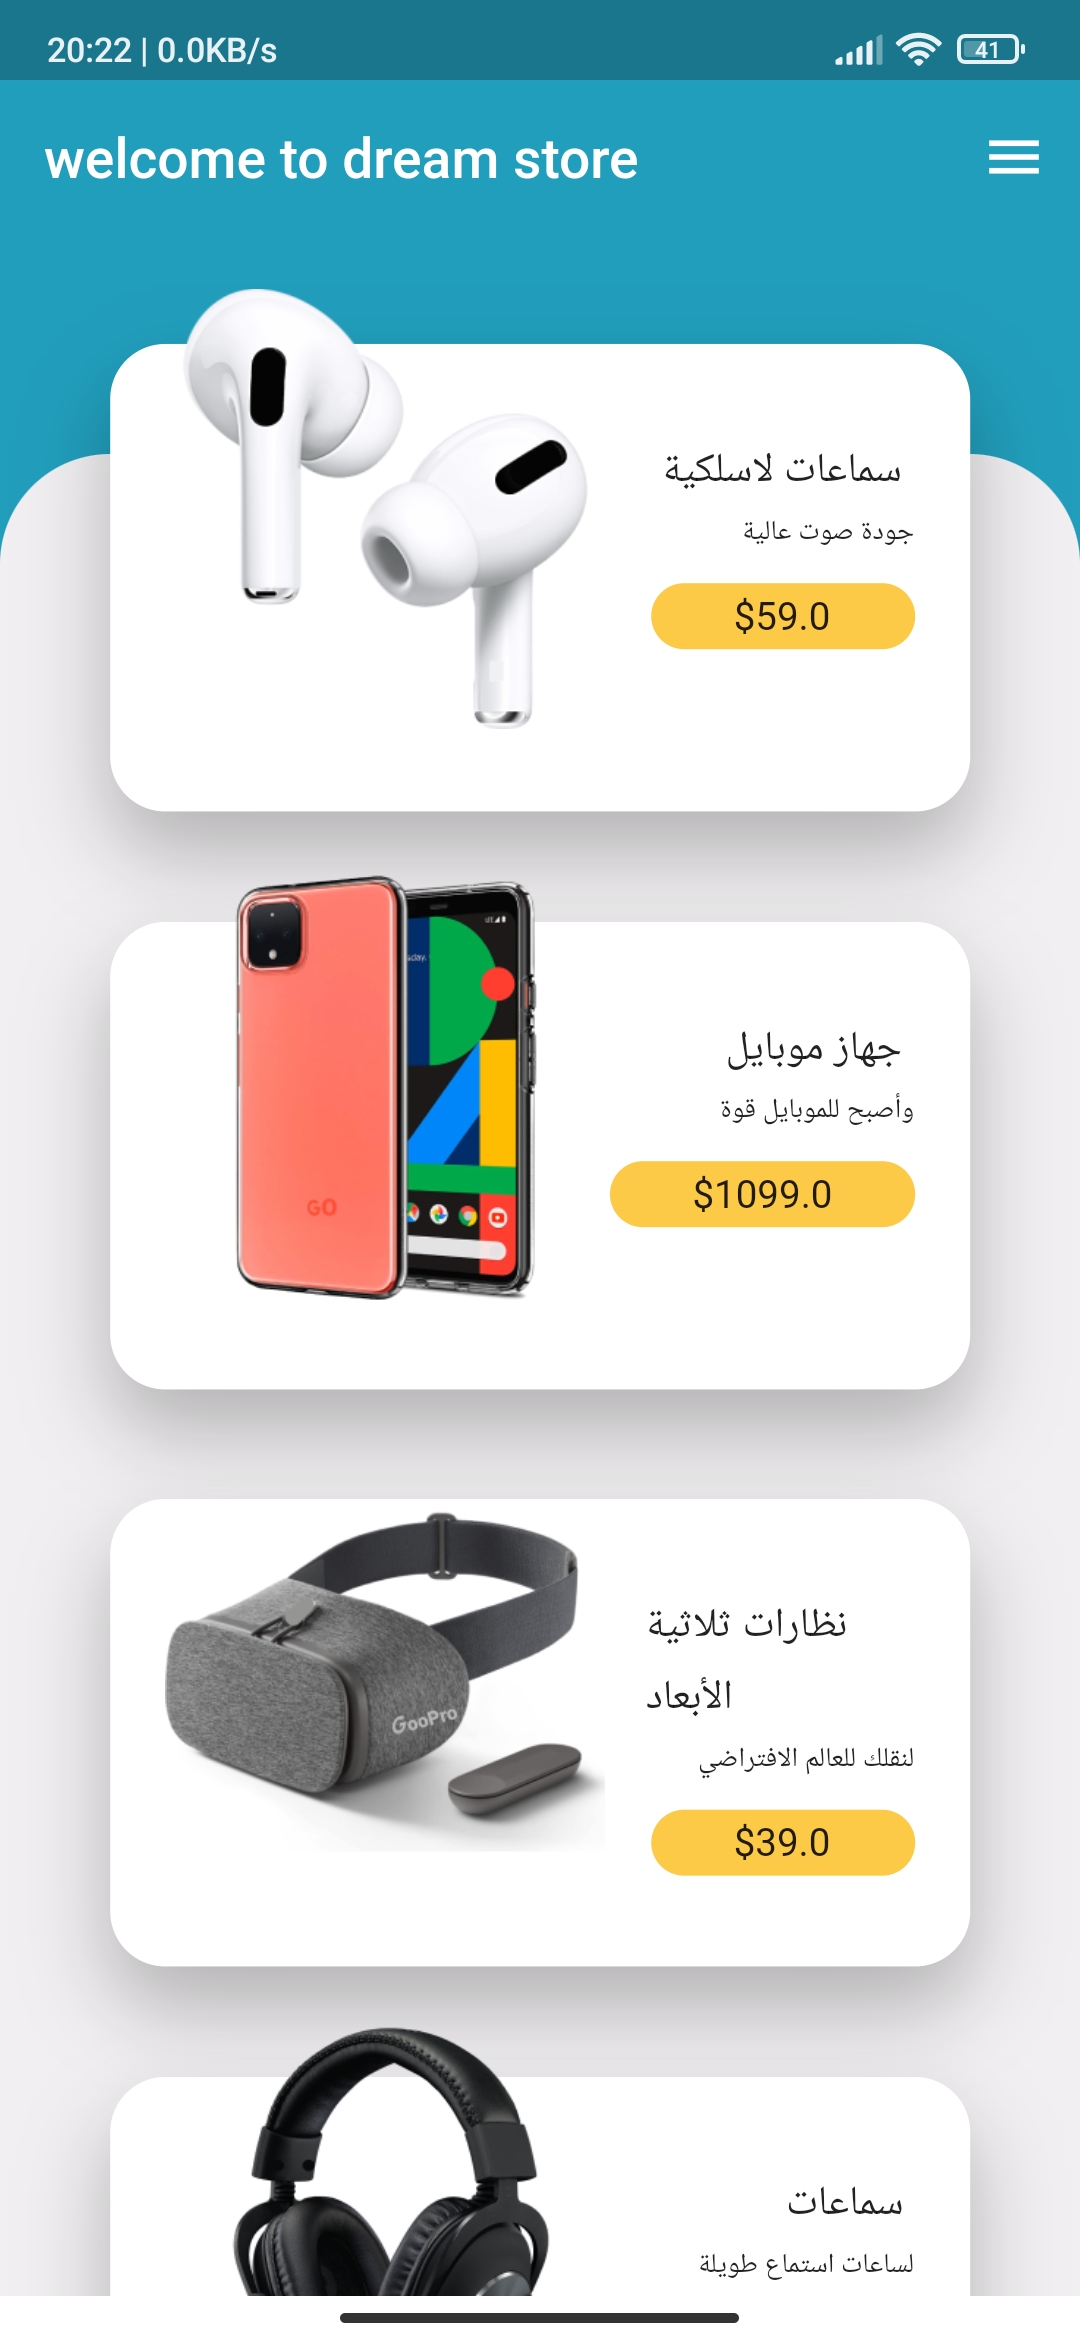 20:22 | 0.0KB/s
41
welcome to dream store
سماعات لاسلكية
جودة صوت عالية
$59.0
جهاز موبايل
وأصبح للموبايل قوة
$1099.0
GO
نظارات ثلاثية
الأبعاد
لنقلك للعالم الافتراضي
GooPro
$39.0
سماعات
لساعات استماع طويلة